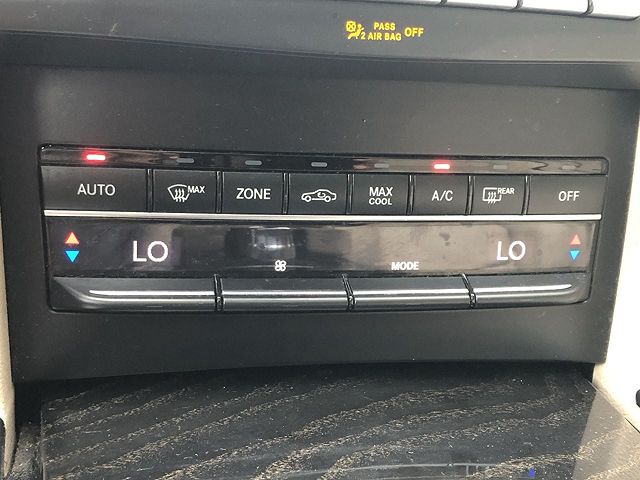 PASS
2 AIR BAG OFF
AUTO MAX ZONE MAX COOL A/C REAR OFF
LO LO
MODE